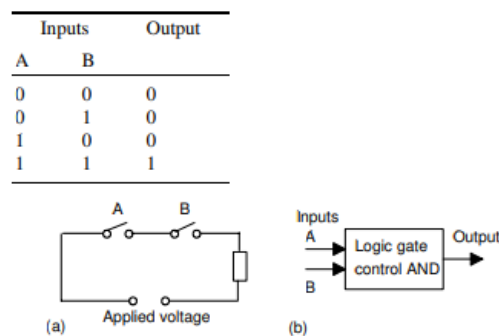 Inputs Output
A B
0 0 0
0 1 0
1 0 0
1 1 1
A B
Applied voltage
(a)
Inputs
A
B
Logic gate
control AND
Output
(b)